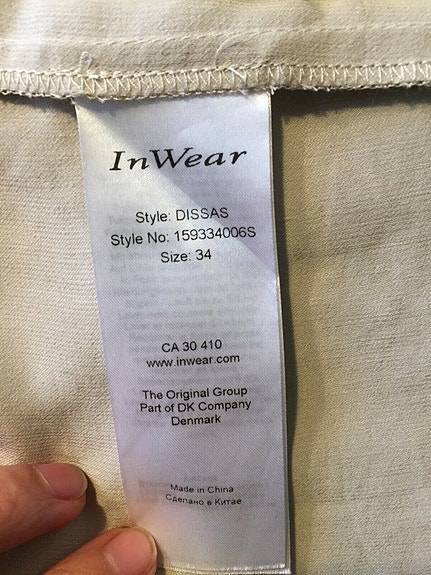 InWear
Style: DISSAS
Style No: 159334006S
Size: 34
CA 30 410
www.inwear.com
The Original Group
Part of DK Company
Denmark
Made in China
Сделано в Китае